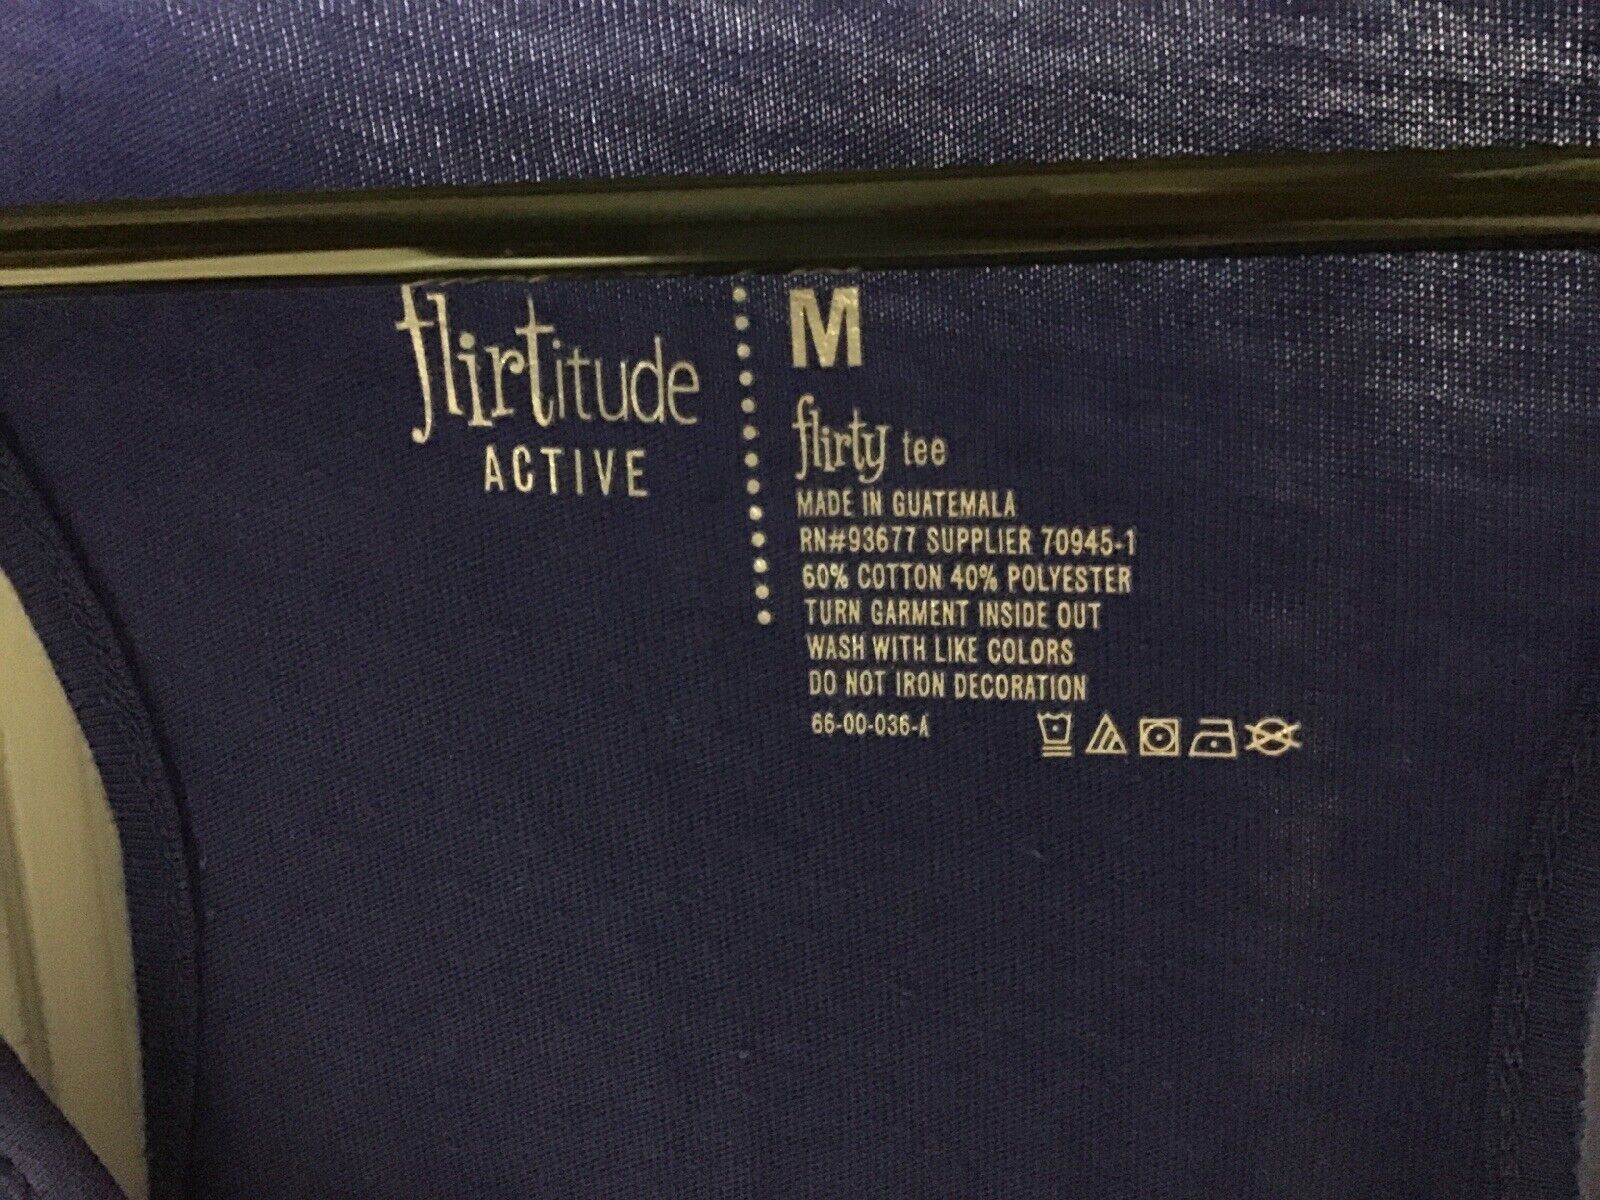 flirtitude
ACTIVE
M
flirty tee
MADE IN GUATEMALA
RN#93677 SUPPLIER 70945-1
60% COTTON 40% POLYESTER
TURN GARMENT INSIDE OUT
WASH WITH LIKE COLORS
DO NOT IRON DECORATION
66-00-036-A